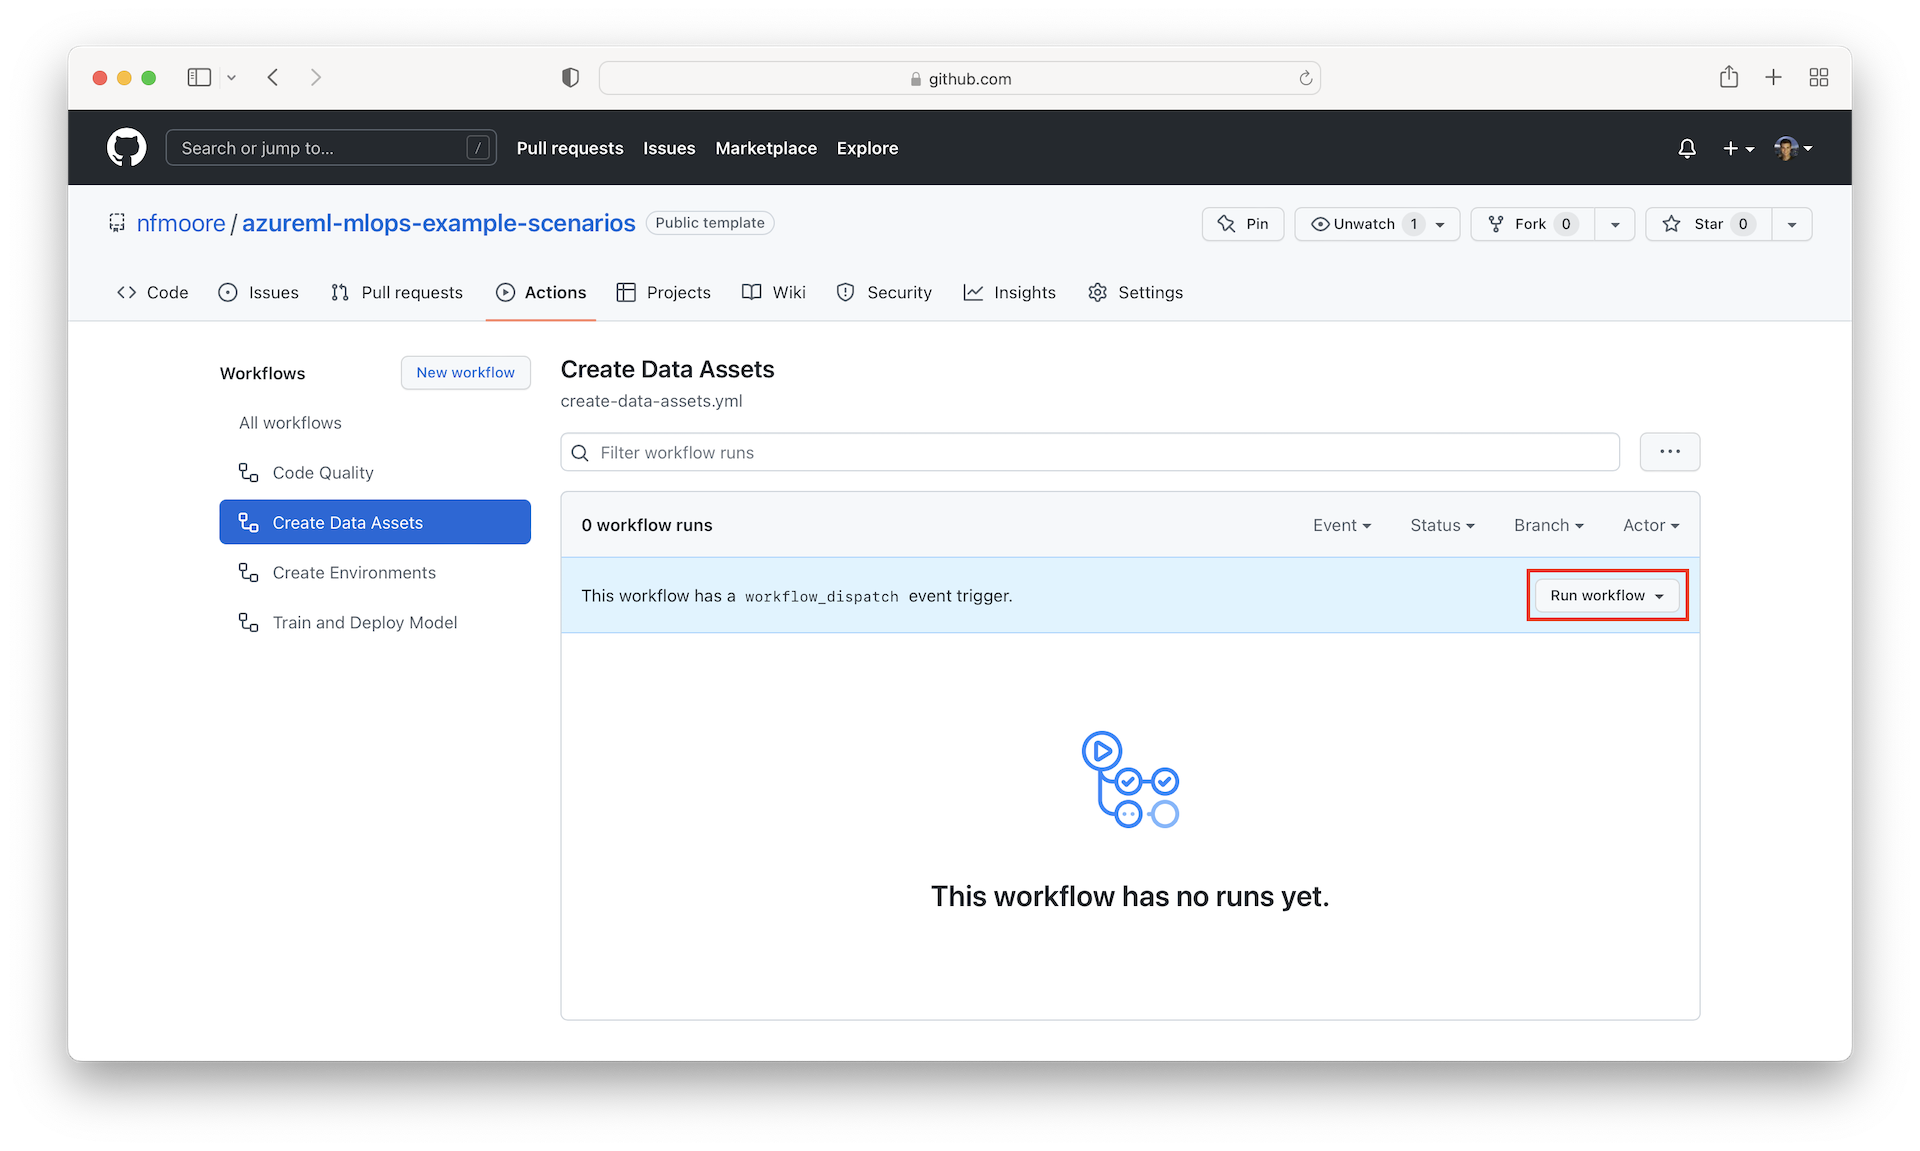 github.com
Search or jump to... /
Pull requests Issues Marketplace Explore
nfmoore / azureml-mlops-example-scenarios Public template
Pin Unwatch 1 Fork 0 Star 0
Code Issues Pull requests Actions Projects Wiki Security Insights Settings
Workflows New workflow
All workflows
Code Quality
Create Data Assets
Create Environments
Train and Deploy Model
Create Data Assets
create-data-assets.yml
Filter workflow runs
0 workflow runs Event Status Branch Actor
This workflow has a workflow_dispatch event trigger. Run workflow
This workflow has no runs yet.